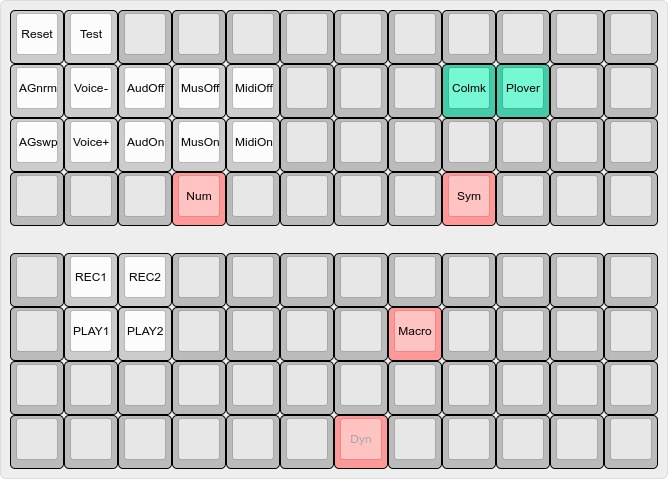 Reset Test
AGnrm Voice- AudOff MusOff MidiOff Colmk Plover
AGswp Voice+ AudOn MusOn MidiOn
Num Sym
REC1 REC2
PLAY1 PLAY2 Macro
Dyn